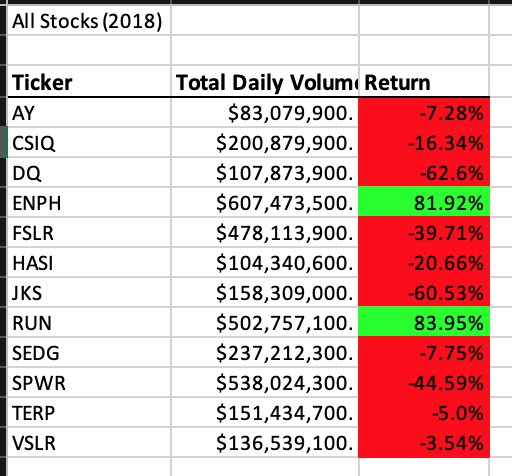 All Stocks (2018)
Ticker Total Daily Volum Return
AY $83,079,900. -7.28%
CSIQ $200,879,900. -16.34%
DQ $107,873,900. -62.6%
ENPH $607,473,500. 81.92%
FSLR $478,113,900. -39.71%
HASI $104,340,600. -20.66%
JKS $158,309,000. -60.53%
RUN $502,757,100. 83.95%
SEDG $237,212,300. -7.75%
SPWR $538,024,300. -44.59%
TERP $151,434,700. -5.0%
VSLR $136,539,100. -3.54%